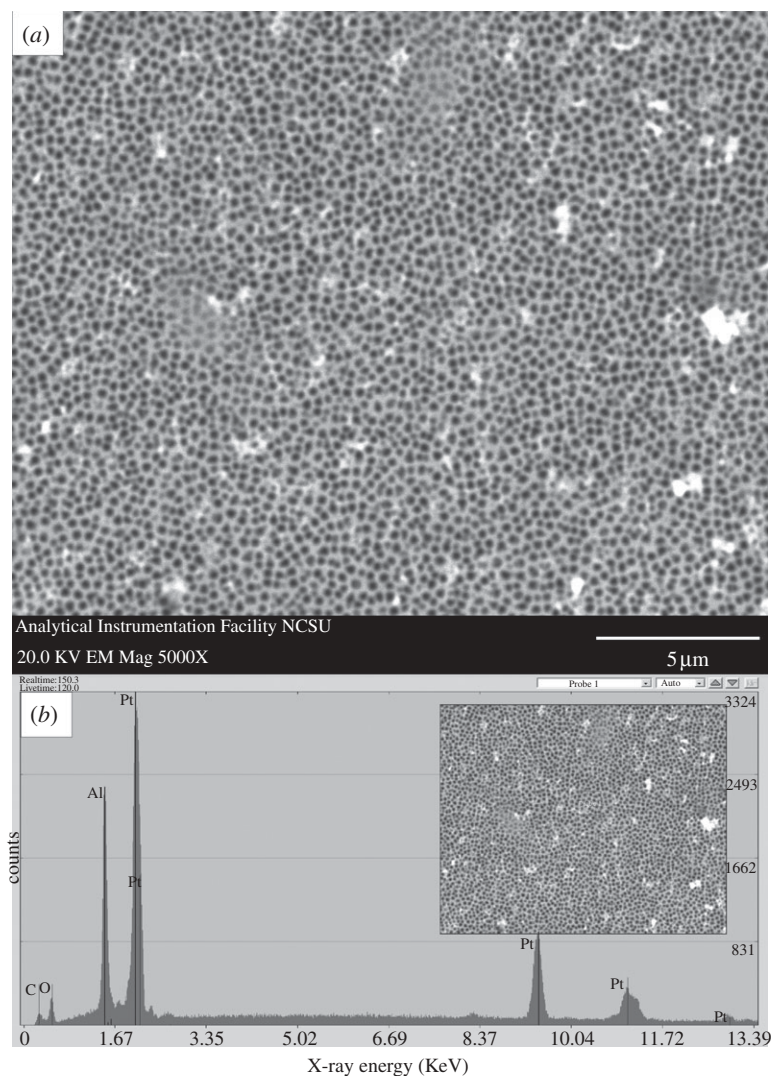 (a)
Analytical Instrumentation Facility NCSU
20.0 KV EM Mag 5000X
5 μm
Realtime:150.3
Livetime:120.0
Probe 1
Auto
(b)
Pt
3324
Al
2493
counts
Pt
1662
Pt
831
C O
Pt
Pt
0 1.67 3.35 5.02 6.69 8.37 10.04 11.72 13.39
X-ray energy (KeV)